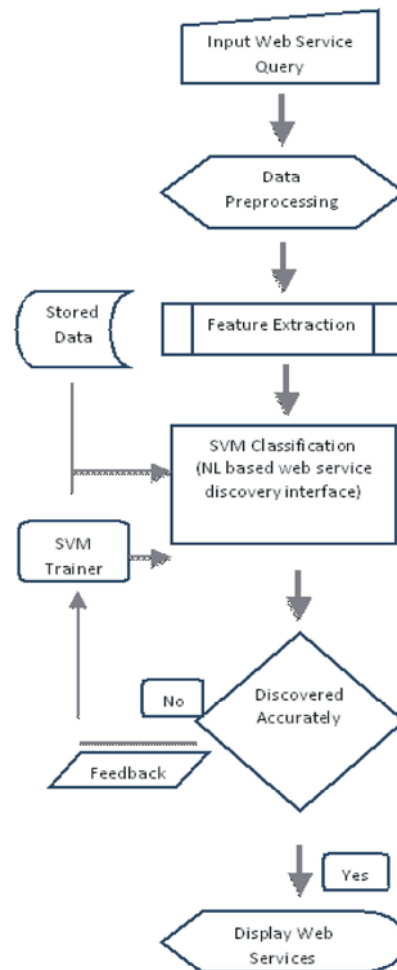 Input Web Service
Query
Data
Preprocessing
Stored
Data
Feature Extraction
SVM Classification
(NL based web service
discovery interface)
SVM
Trainer
No
Discovered
Accurately
Feedback
Yes
Display Web
Services